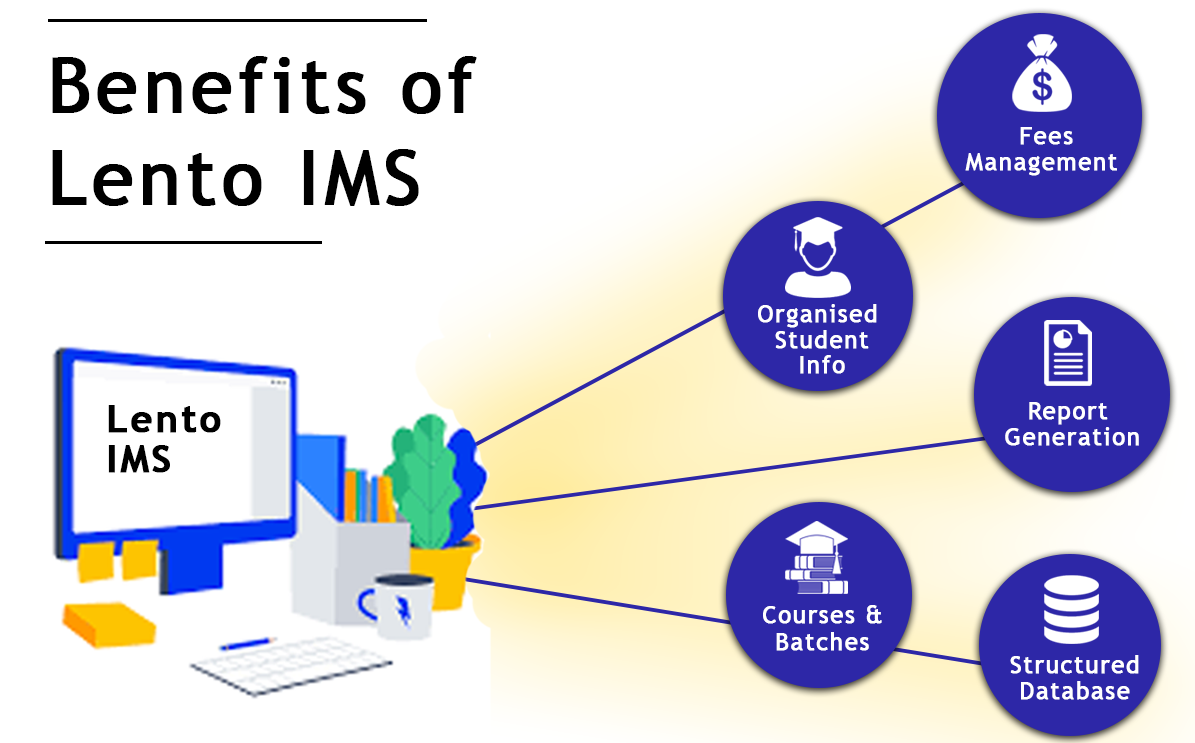 Benefits of
Lento IMS
Lento
IMS
$
Fees
Management
Organised
Student
Info
Report
Generation
Courses &
Batches
Structured
Database